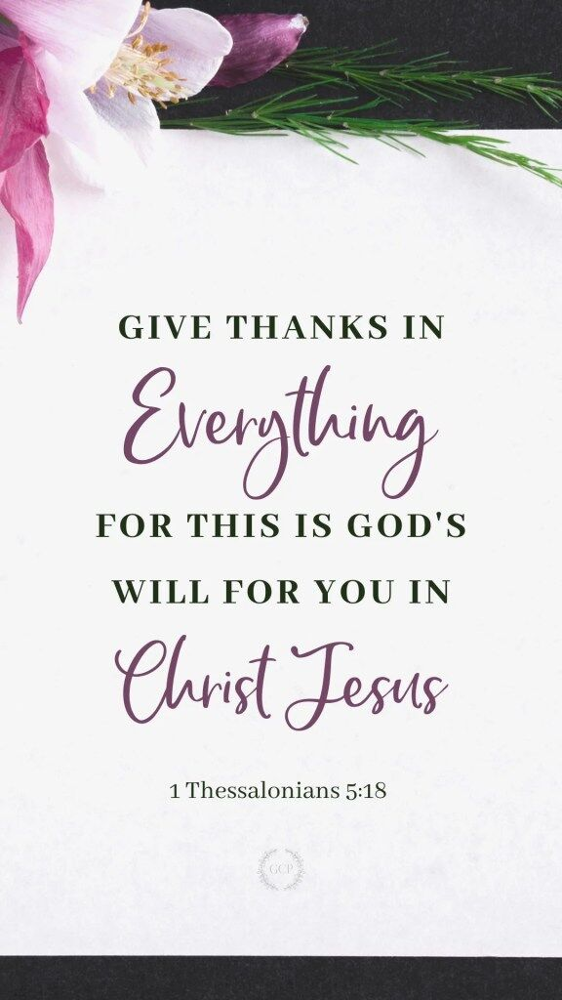 GIVE THANKS IN
Everything
FOR THIS IS GOD'S
WILL FOR YOU IN
Christ Jesus
1 Thessalonians 5:18
GCP